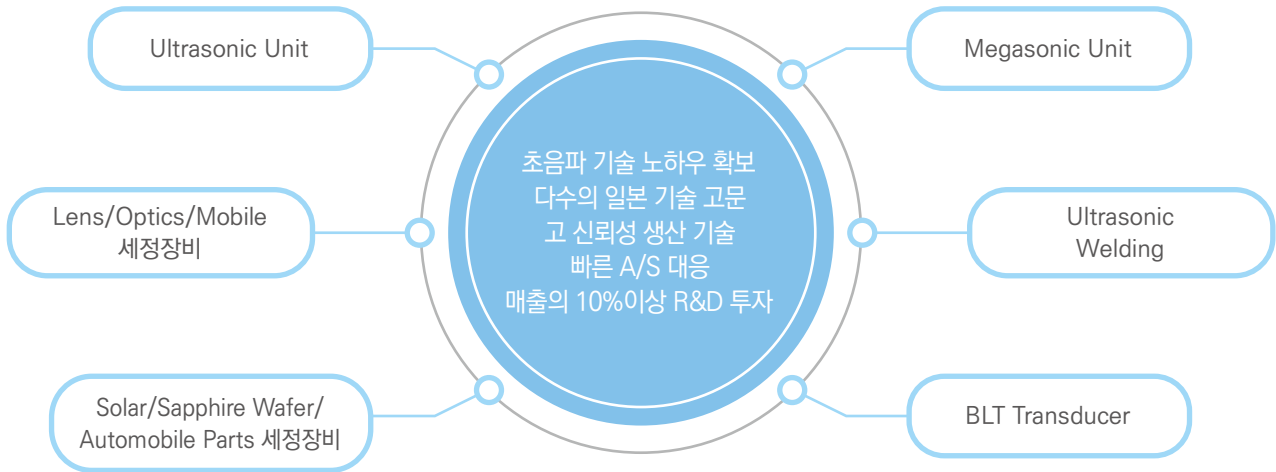 Ultrasonic Unit
Megasonic Unit
초음파 기술 노하우 확보
다수의 일본 기술 고문
고 신뢰성 생산 기술
빠른 A/S 대응
매출의 10%이상 R&D 투자
Lens/Optics/Mobile
세정장비
Ultrasonic
Welding
Solar/Sapphire Wafer/
Automobile Parts 세정장비
BLT Transducer